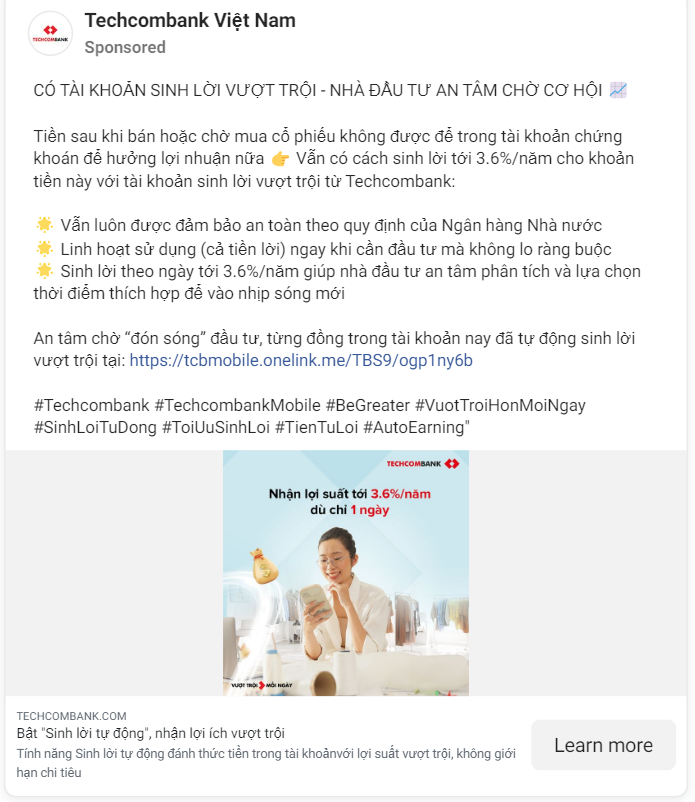 Techcombank Việt Nam
Sponsored
CÓ TÀI KHOẢN SINH LỜI VƯỢT TRỘI - NHÀ ĐẦU TƯ AN TÂM CHỜ CƠ HỘI 📈
Tiền sau khi bán hoặc chờ mua cổ phiếu không được để trong tài khoản chứng
khoán để hưởng lợi nhuận nữa 👉 Vẫn có cách sinh lời tới 3.6%/năm cho khoản
tiền này với tài khoản sinh lời vượt trội từ Techcombank:
🌟 Vẫn luôn được đảm bảo an toàn theo quy định của Ngân hàng Nhà nước
🌟 Linh hoạt sử dụng (cả tiền lời) ngay khi cần đầu tư mà không lo ràng buộc
🌟 Sinh lời theo ngày tới 3.6%/năm giúp nhà đầu tư an tâm phân tích và lựa chọn
thời điểm thích hợp để vào nhịp sóng mới
An tâm chờ “đón sóng” đầu tư, từng đồng trong tài khoản nay đã tự động sinh lời
vượt trội tại: https://tcbmobile.onelink.me/TBS9/ogp1ny6b
#Techcombank #TechcombankMobile #BeGreater #VuotTroiHonMoiNgay
#SinhLoiTuDong #ToiUuSinhLoi #TienTuLoi #AutoEarning"
TECHCOMBANK
TECHCOMBANK
Nhận lợi suất tới 3.6%/năm
dù chỉ 1 ngày
VƯỢT TRỘI MỖI NGÀY
TECHCOMBANK.COM
Bật "Sinh lời tự động", nhận lợi ích vượt trội
Tính năng Sinh lời tự động đánh thức tiền trong tài khoảnvới lợi suất vượt trội, không giới
hạn chi tiêu
Learn more